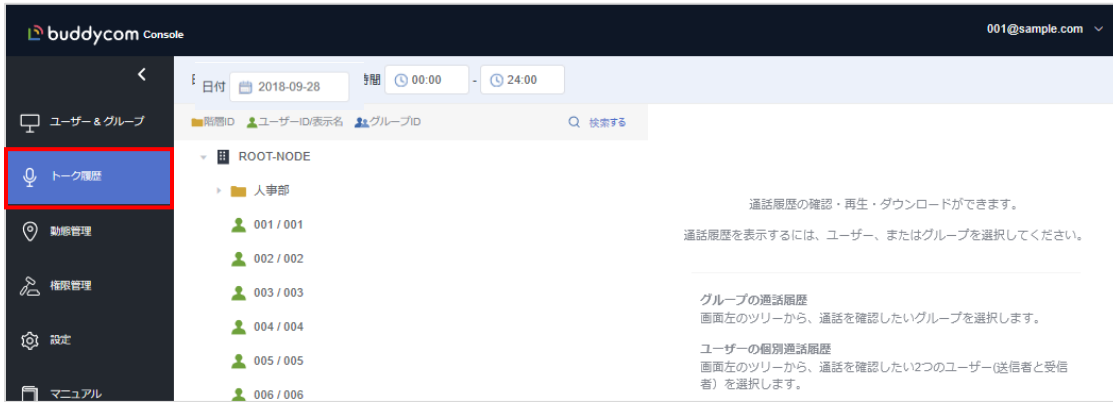 buddycom Console
001@sample.com
日付 2018-09-28 時間 00:00 - 24:00
ユーザー & グループ
トーク履歴
動態管理
権限管理
設定
マニュアル
階層ID ユーザーID/表示名 グループID 検索する
ROOT-NODE
人事部
001 / 001
002 / 002
003 / 003
004 / 004
005 / 005
006 / 006
通話履歴の確認・再生・ダウンロードができます。
通話履歴を表示するには、ユーザー、またはグループを選択してください。
グループの通話履歴
画面左のツリーから、通話を確認したいグループを選択します。
ユーザーの個別通話履歴
画面左のツリーから、通話を確認したい2つのユーザー(送信者と受信
者）を選択します。